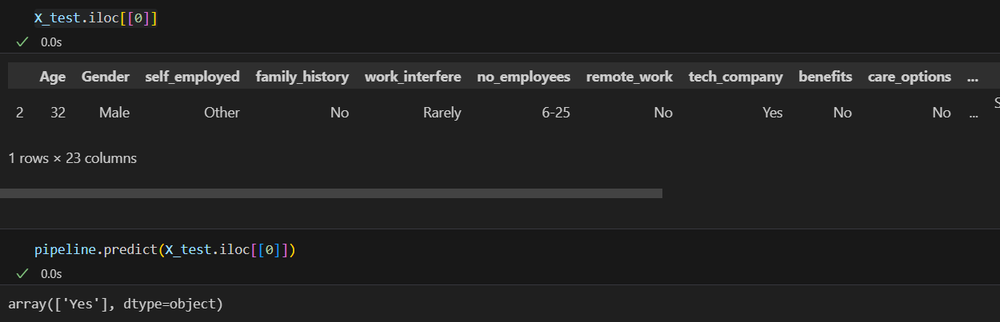 X_test.iloc[[0]]
0.0s
Age Gender self_employed family_history work_interfere no_employees remote_work tech_company benefits care_options ...
2 32 Male Other No Rarely 6-25 No Yes No No ... S
1 rows × 23 columns
pipeline.predict(X_test.iloc[[0]])
0.0s
array(['Yes'], dtype=object)